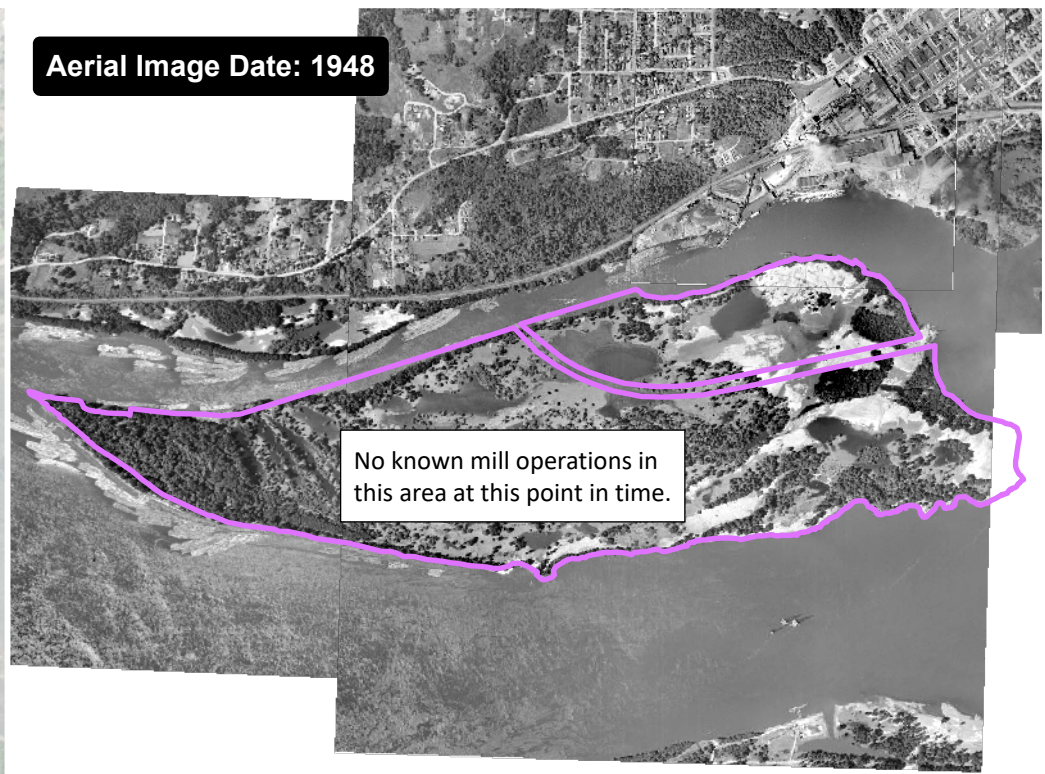 Aerial Image Date: 1948
No known mill operations in
this area at this point in time.